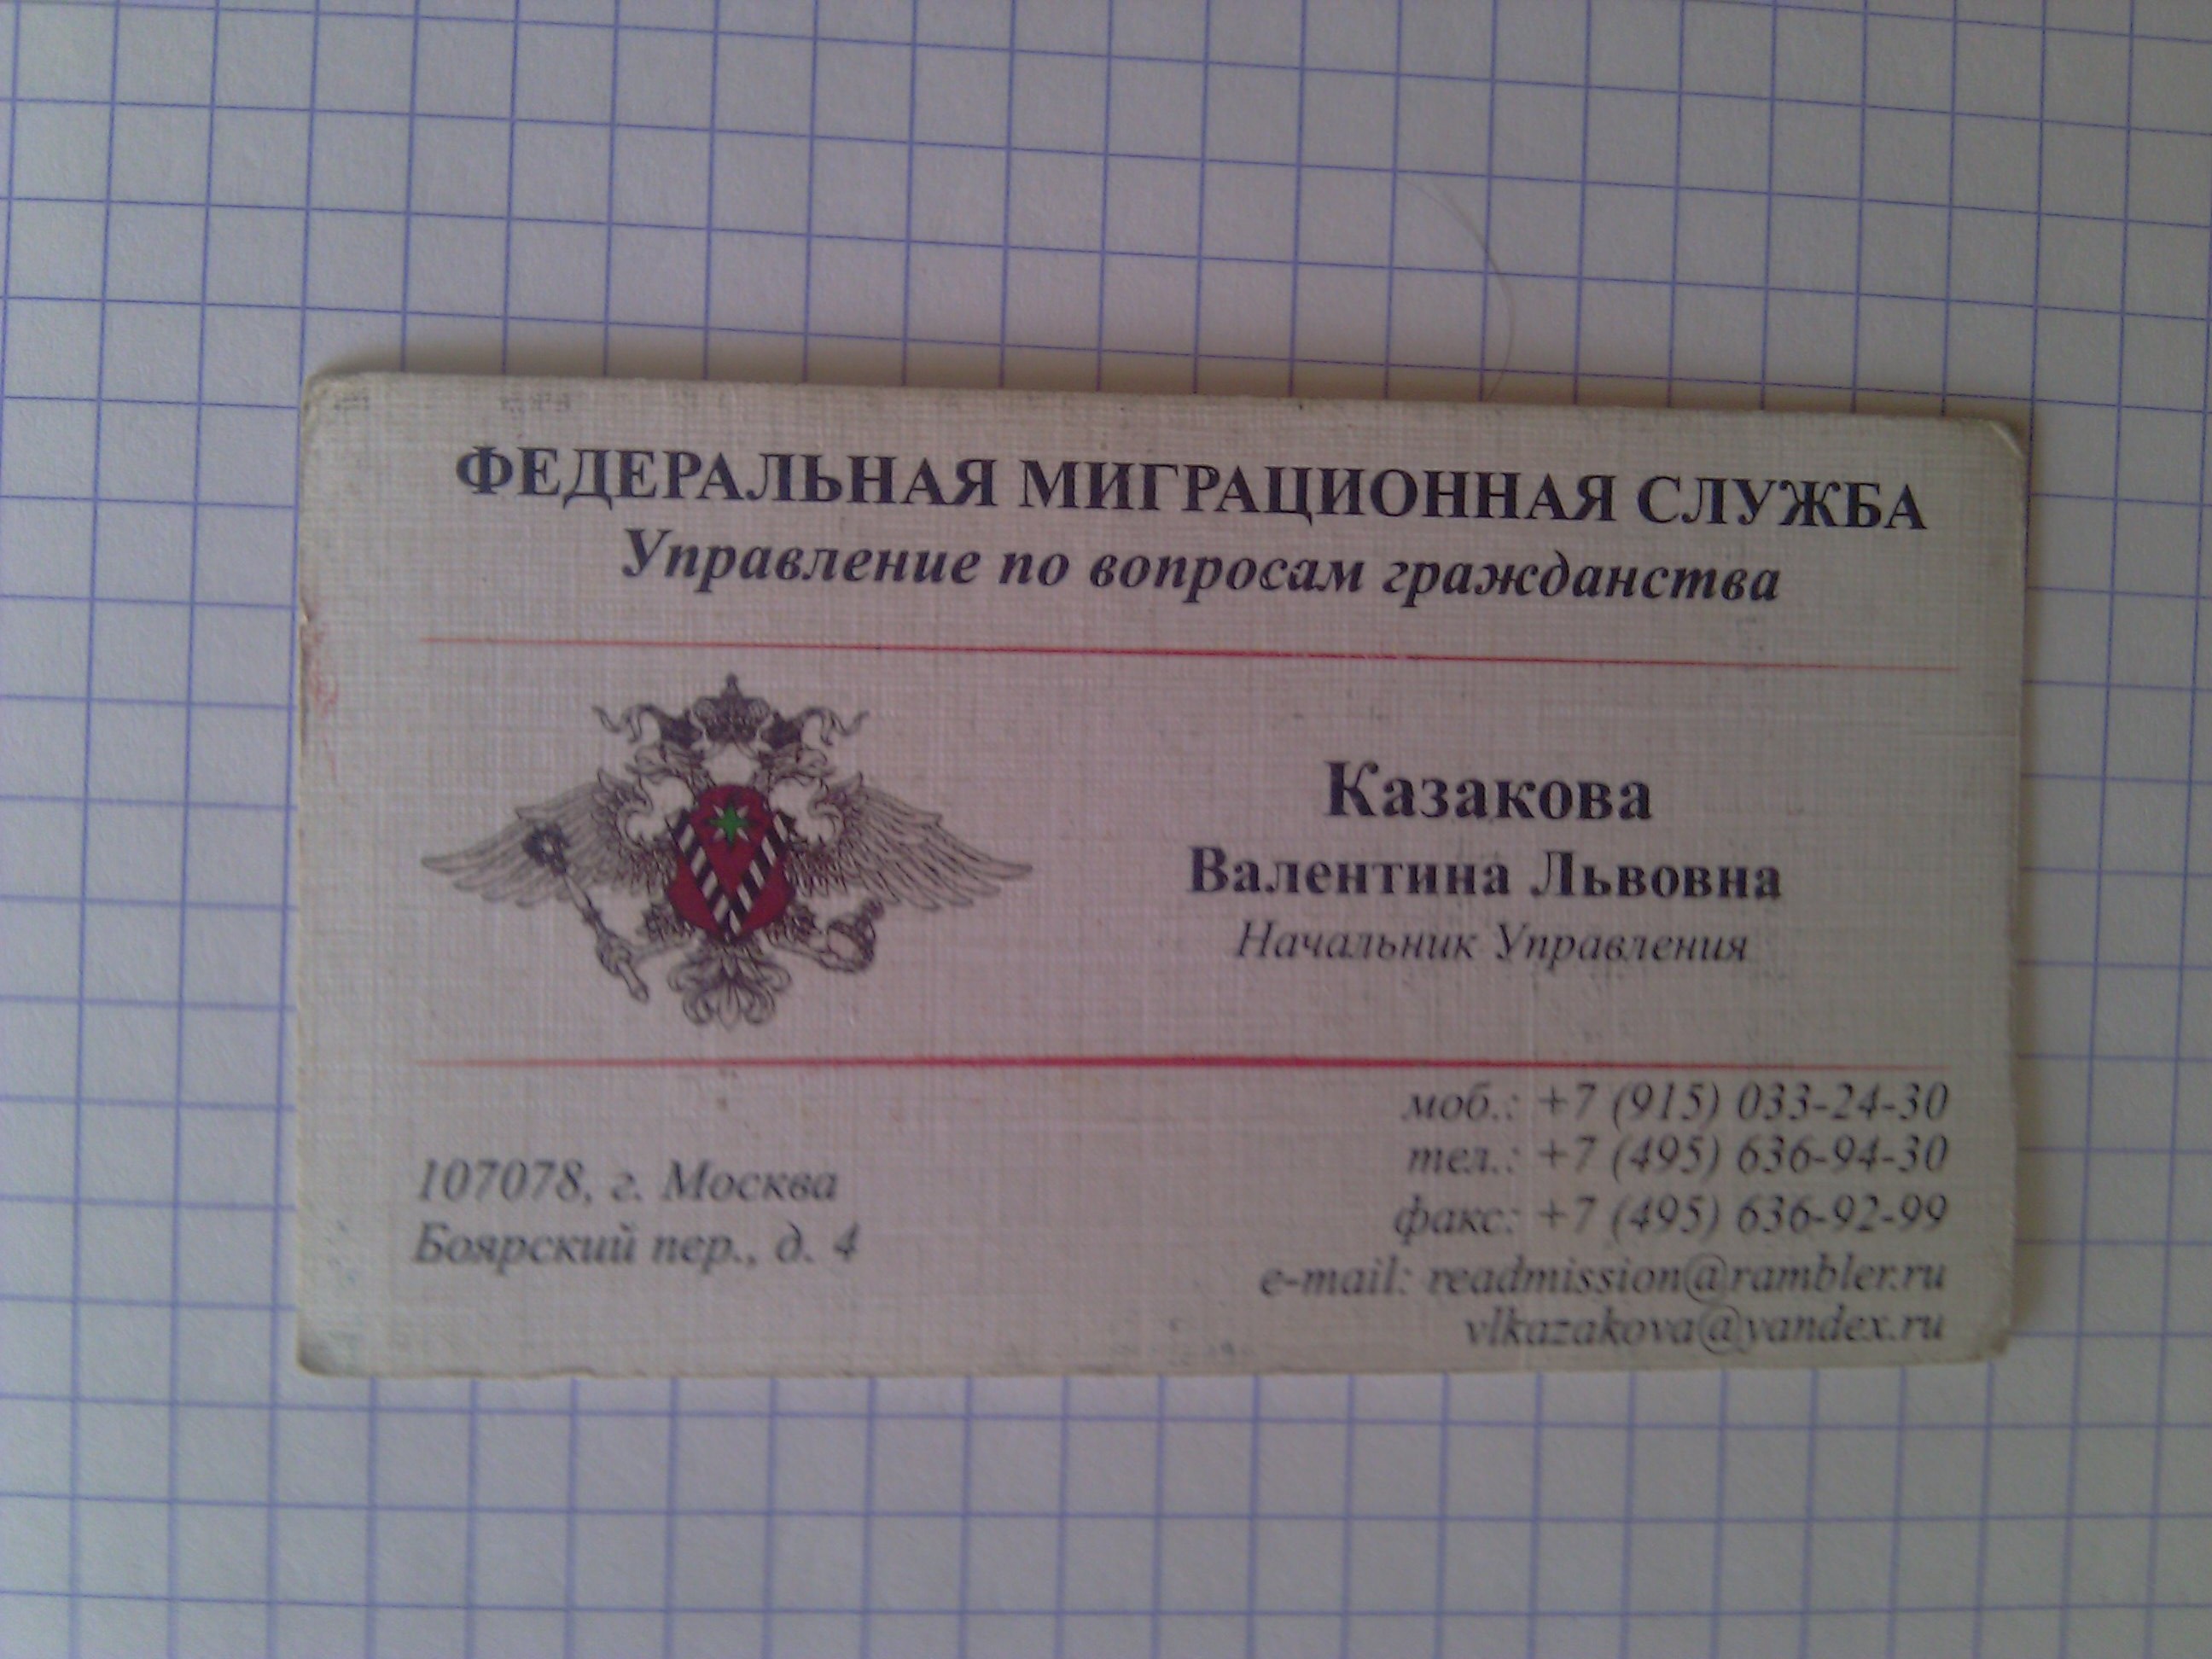 ФЕДЕРАЛЬНАЯ МИГРАЦИОННАЯ СЛУЖБА
Управление по вопросам гражданства
Казакова
Валентина Львовна
Начальник Управления
107078, г. Москва
Боярский пер., д. 4
моб.: +7 (915) 033-24-30
тел.: +7 (495) 636-94-30
факс: +7 (495) 636-92-99
e-mail: readmission@rambler.ru
vlkazakova@yandex.ru